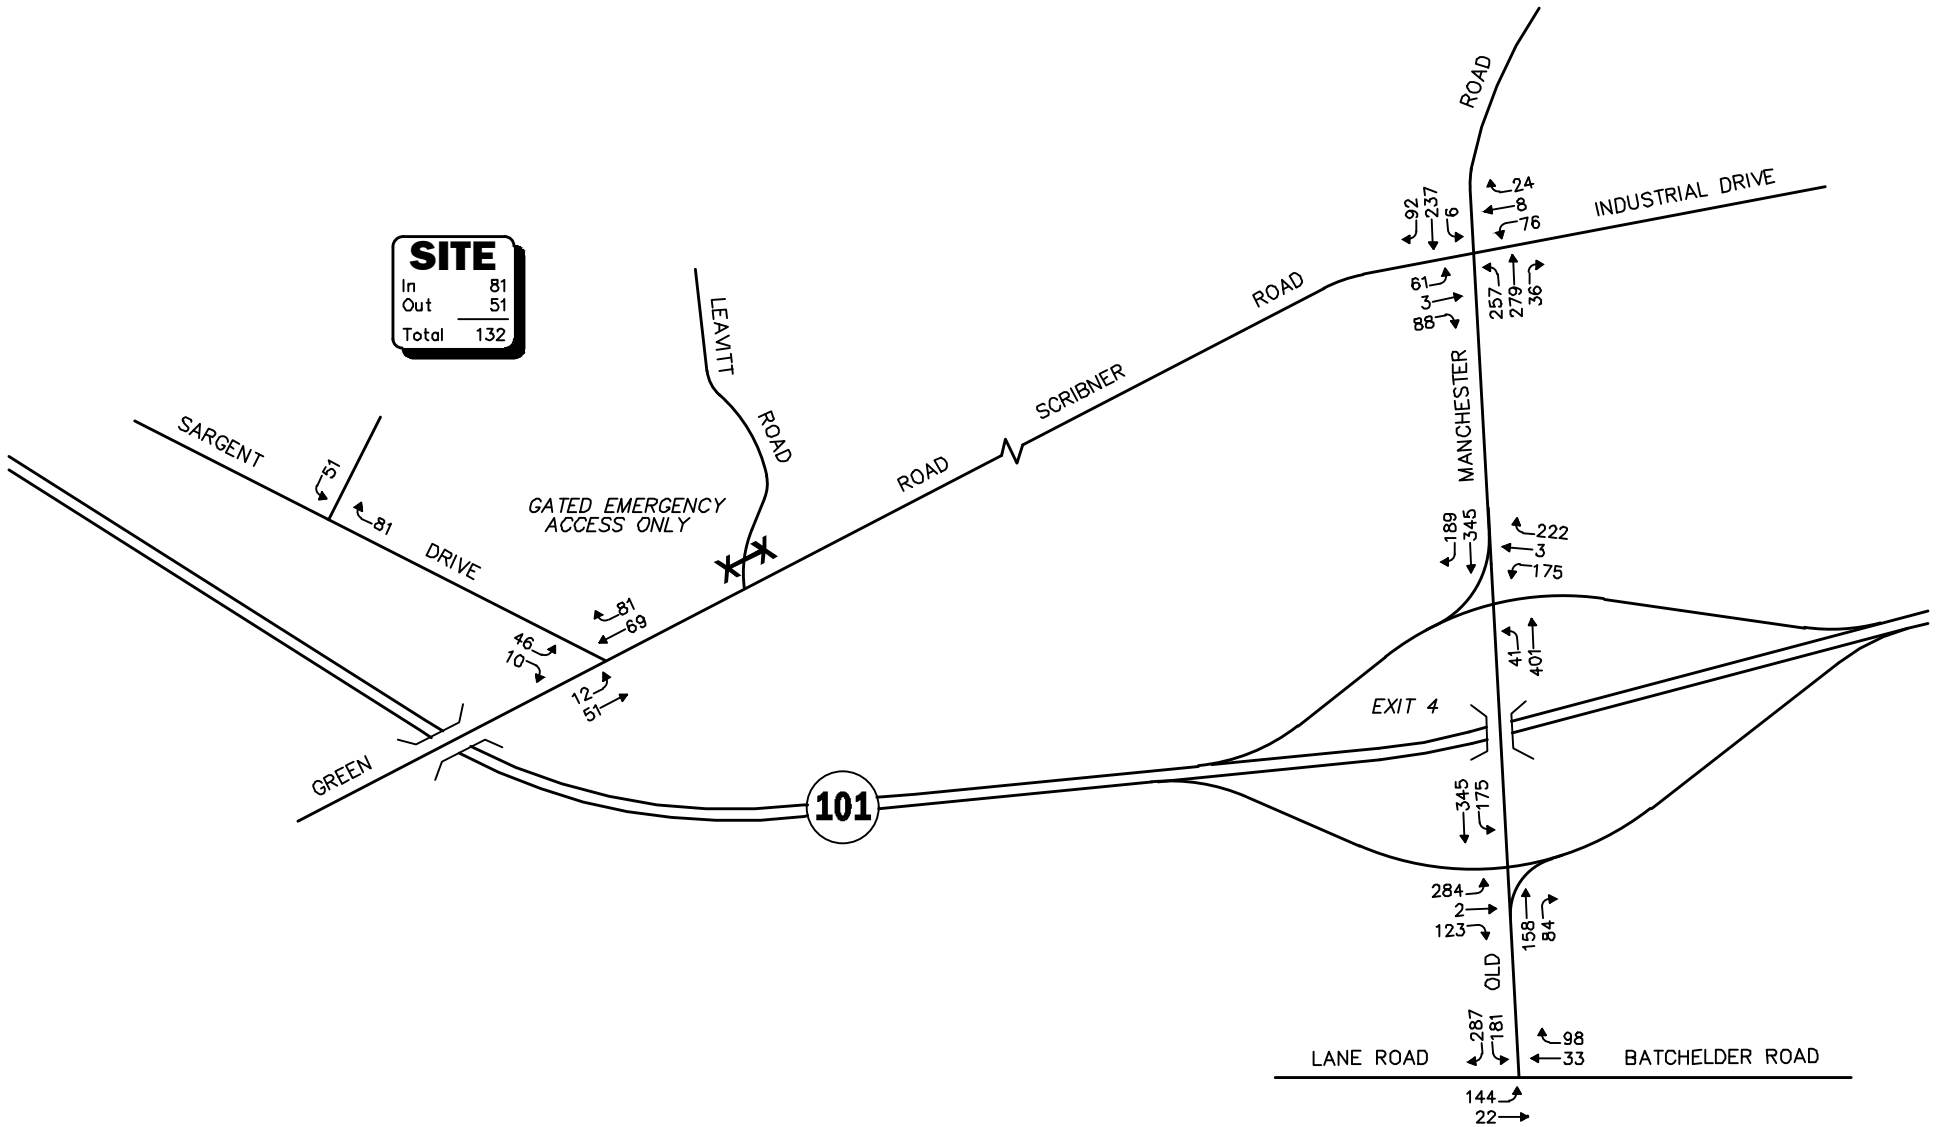 ROAD
24
8
76
INDUSTRIAL DRIVE
92
237
6
SITE
In 81
Out 51
Total 132
61
3
88
257
279
36
ROAD
LEAVITT
ROAD
SCRIBNER
ROAD
MANCHESTER
SARGENT
51
81
DRIVE
GATED EMERGENCY
ACCESS ONLY
X X
189
345
222
3
175
81
69
46
10
12
51
41
401
EXIT 4
GREEN
101
345
175
284
2
123
158
84
OLD
287
181
98
33
LANE ROAD
BATCHELDER ROAD
144
22